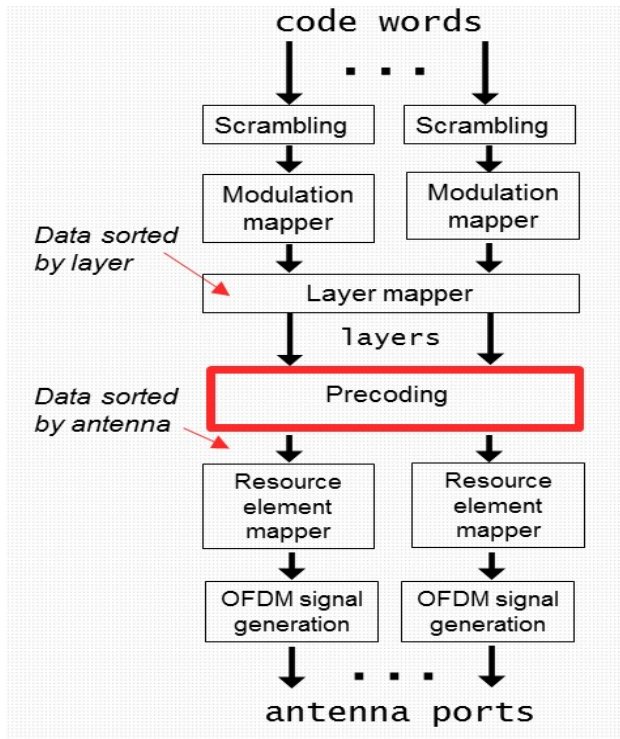 code words
Scrambling
Scrambling
Modulation
mapper
Modulation
mapper
Data sorted
by layer
Layer mapper
layers
Precoding
Data sorted
by antenna
Resource
element
mapper
Resource
element
mapper
OFDM signal
generation
OFDM signal
generation
antenna ports